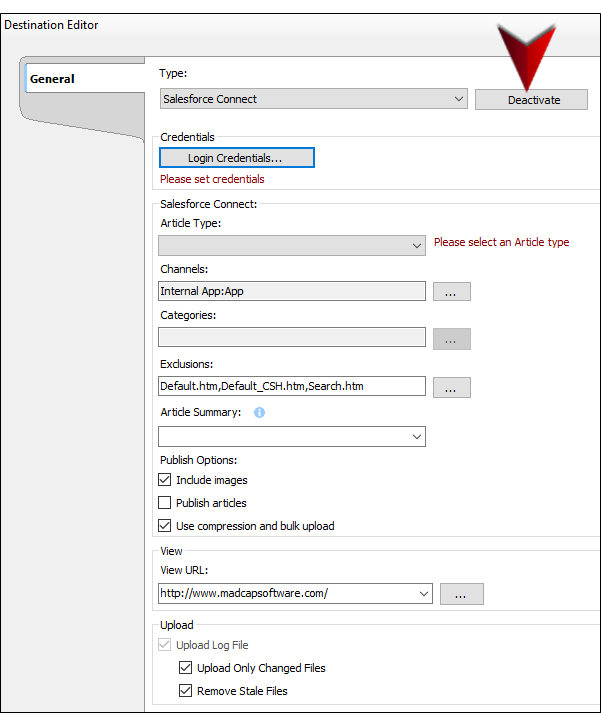 Destination Editor
General
Type:
Salesforce Connect
Deactivate
Credentials
Login Credentials...
Please set credentials
Salesforce Connect:
Article Type:
Please select an Article type
Channels:
Internal App:App
...
Categories:
...
Exclusions:
Default.htm,Default_CSH.htm,Search.htm
...
Article Summary:
i
Publish Options:
Include images
Publish articles
Use compression and bulk upload
View
View URL:
http://www.madcapsoftware.com/
...
Upload
Upload Log File
Upload Only Changed Files
Remove Stale Files